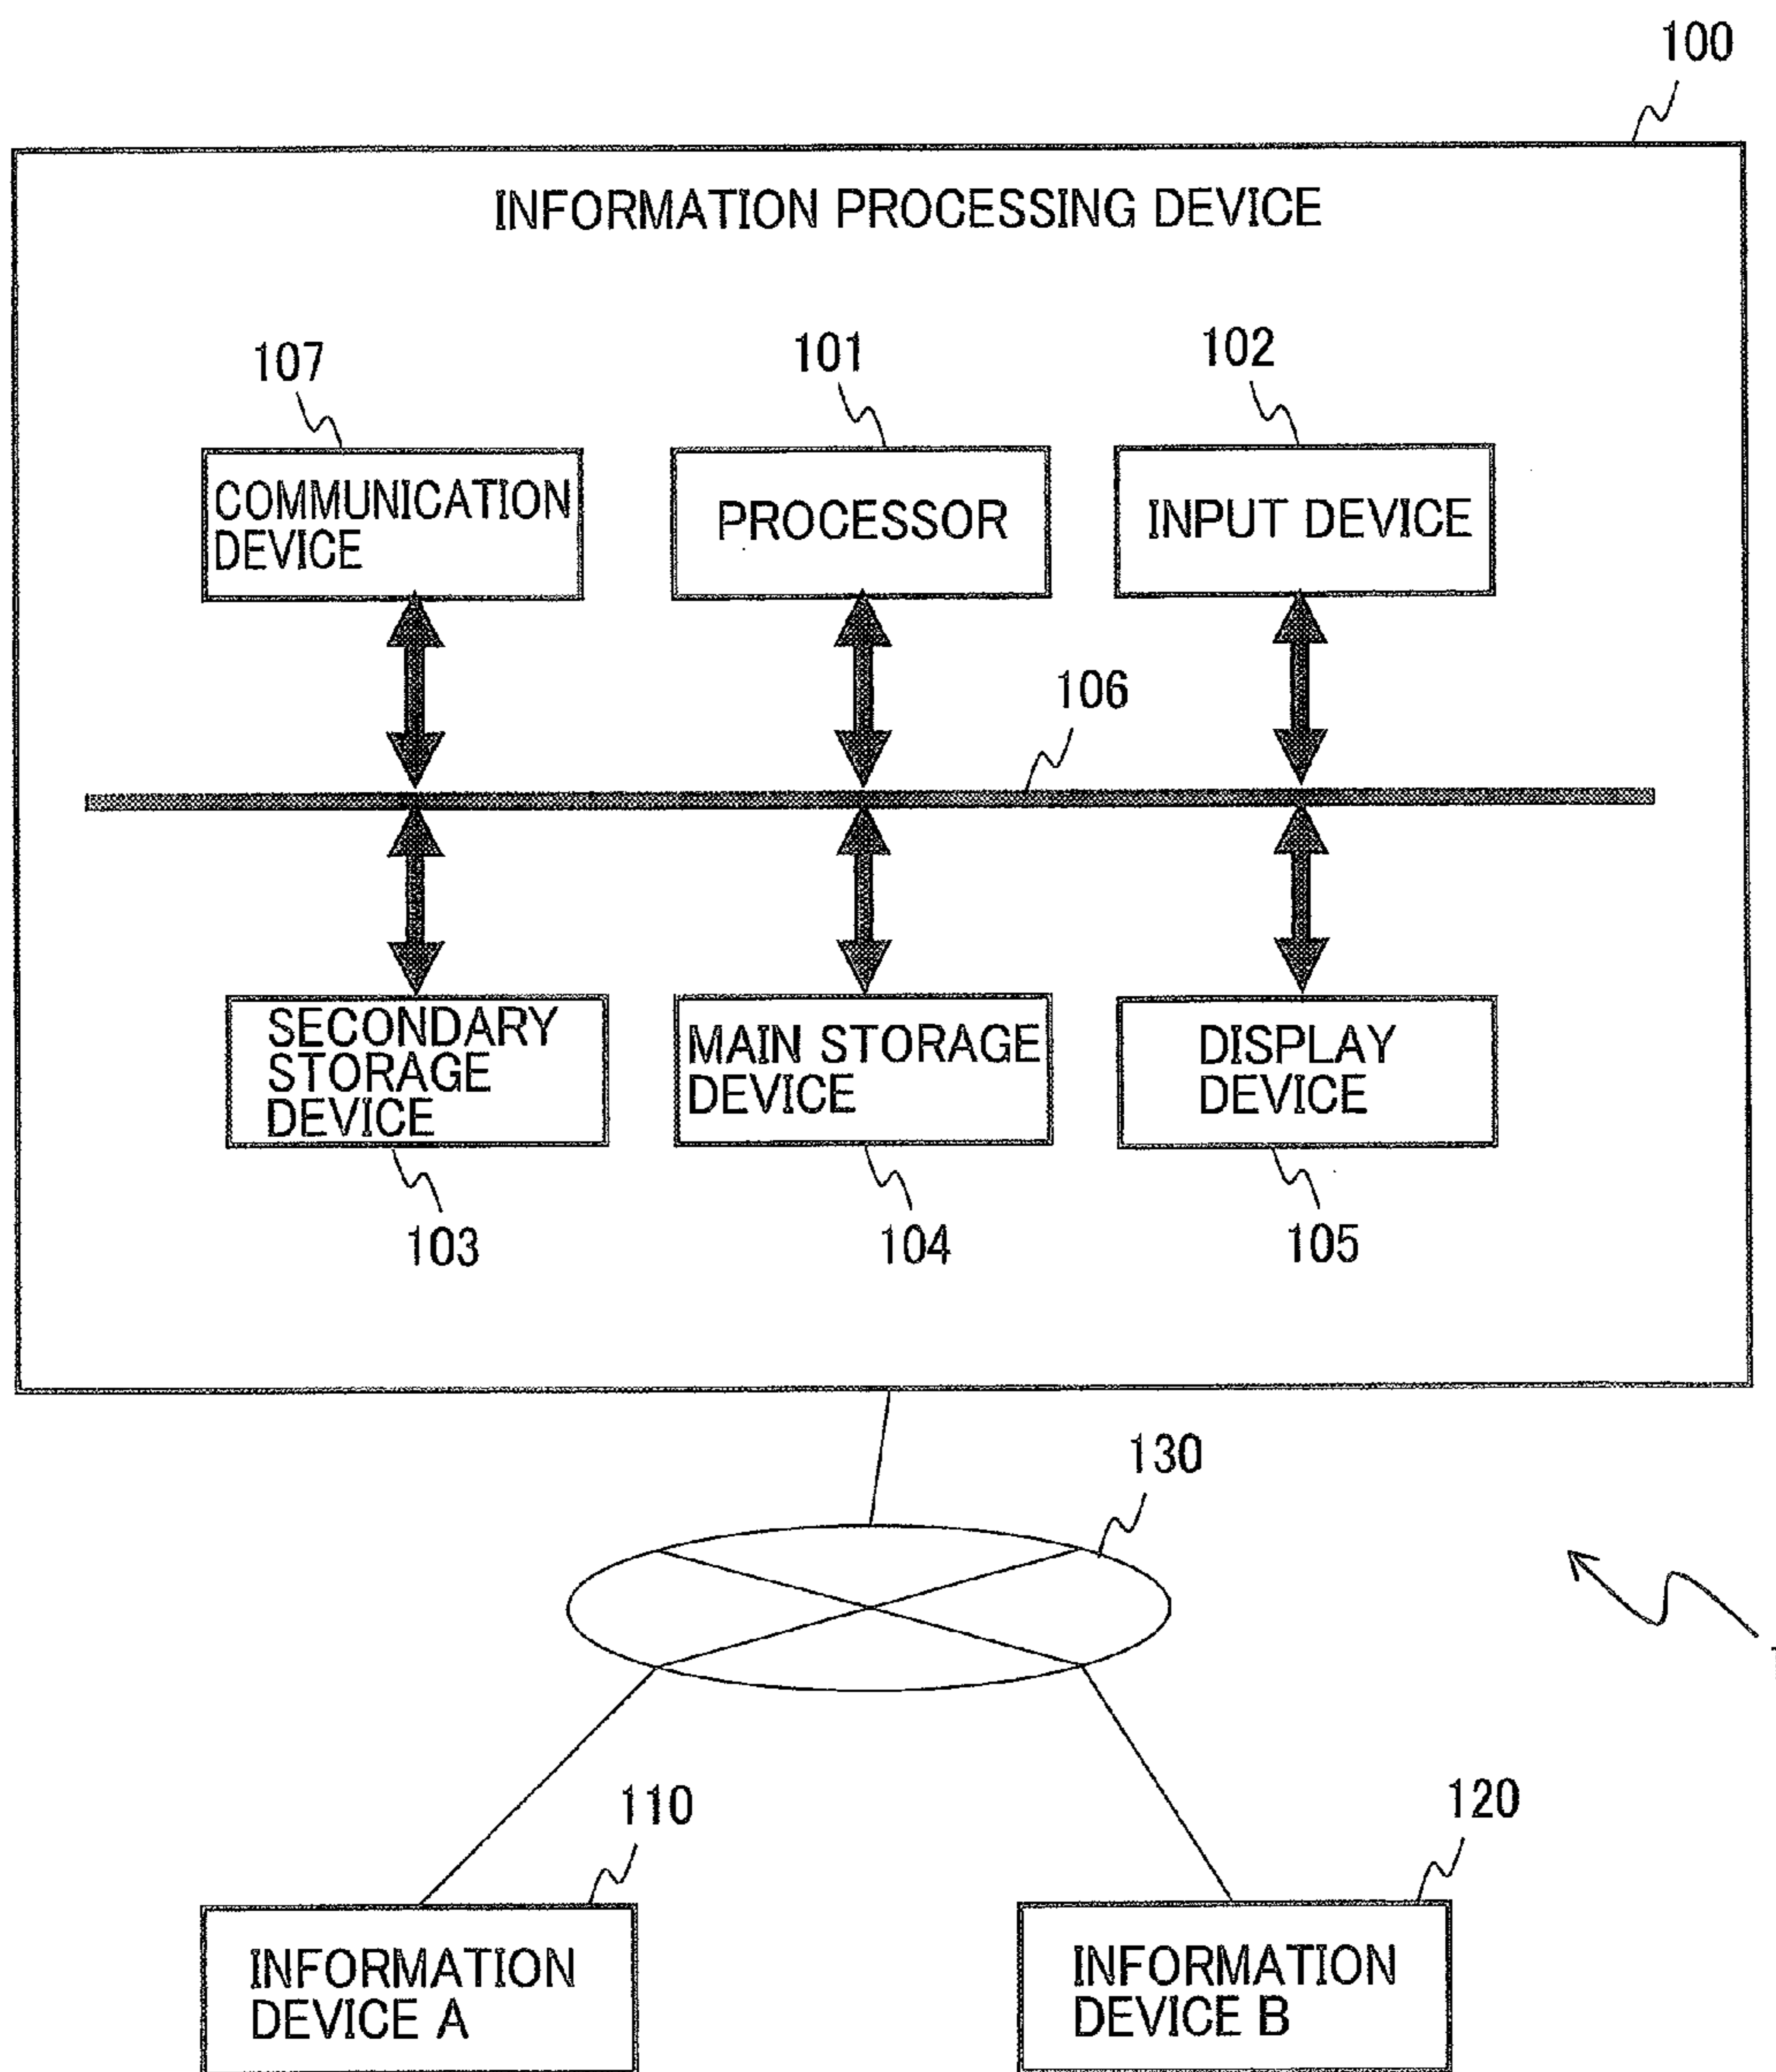 100
INFORMATION PROCESSING DEVICE
107
101
102
COMMUNICATION
DEVICE
PROCESSOR
INPUT DEVICE
106
SECONDARY
STORAGE
DEVICE
MAIN STORAGE
DEVICE
DISPLAY
DEVICE
103
104
105
130
110
120
INFORMATION
DEVICE A
INFORMATION
DEVICE B